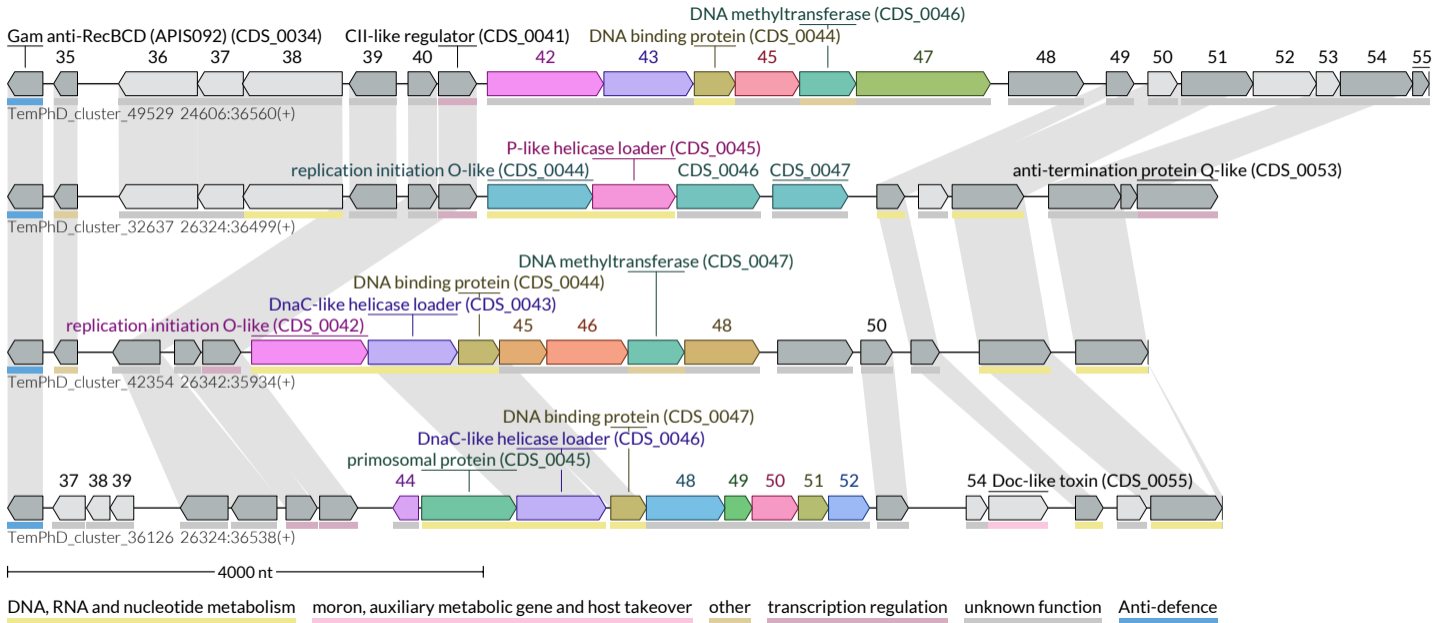 DNA methyltransferase (CDS_0046)
Gam anti-RecBCD (APIS092) (CDS_0034) CII-like regulator (CDS_0041) DNA binding protein (CDS_0044)
35 36 37 38 39 40 42 43 45 47 48 49 50 51 52 53 54 55
TemPhD_cluster_49529 24606:36560(+)
P-like helicase loader (CDS_0045)
replication initiation O-like (CDS_0044) CDS_0046 CDS_0047 anti-termination protein Q-like (CDS_0053)
TemPhD_cluster_32637 26324:36499(+)
DNA methyltransferase (CDS_0047)
DNA binding protein (CDS_0044)
DnaC-like helicase loader (CDS_0043)
replication initiation O-like (CDS_0042) 45 46 48 50
TemPhD_cluster_42354 26342:35934(+)
DNA binding protein (CDS_0047)
DnaC-like helicase loader (CDS_0046)
primosomal protein (CDS_0045)
37 38 39 44 48 49 50 51 52 54 Doc-like toxin (CDS_0055)
TemPhD_cluster_36126 26324:36538(+)
4000 nt
DNA, RNA and nucleotide metabolism moron, auxiliary metabolic gene and host takeover other transcription regulation unknown function Anti-defence